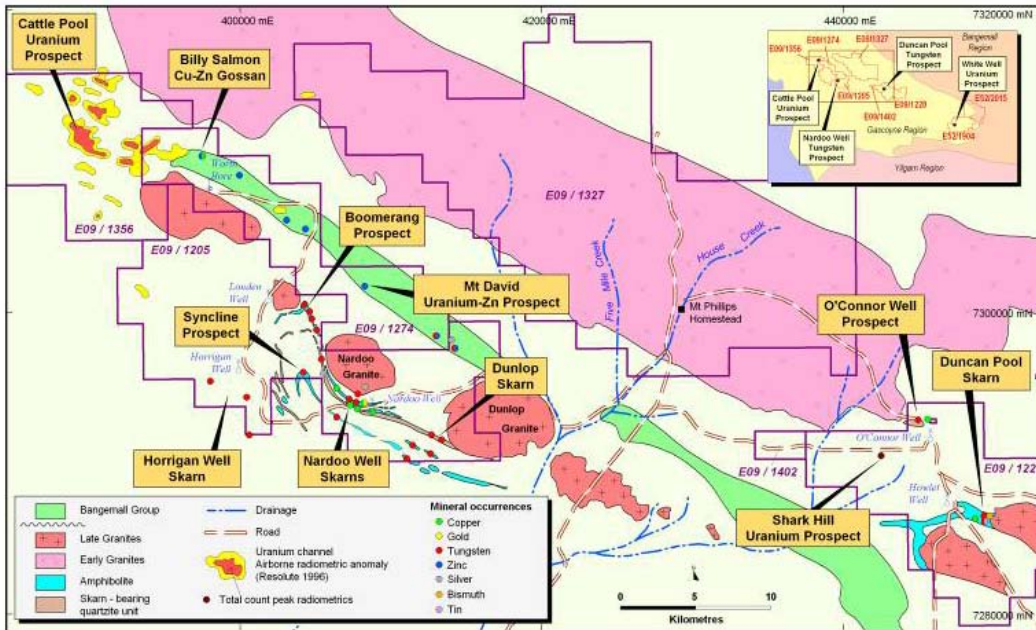 400000 mE
420000 mE
440000 mE
7320000 mN
Cattle Pool
Uranium
Prospect
Billy Salmon
Cu-Zn Gossan
E09/1356
E09/1274
E09/1327
Duncan Pool
Tungsten
Prospect
Bangemall
Region
White Well
Uranium
Prospect
E52/2015
Cattle Pool
Uranium
Prospect
E09/1205
E09/1220
E09/1402
Gascoyne Region
E52/1904
Nardoo Well
Tungsten
Prospect
Yilgarn Region
E09 / 1327
E09 / 1356
E09 / 1205
Boomerang
Prospect
Five Mile Creek
House Creek
Mt David
Uranium-Zn Prospect
Mt Phillips
Homestead
O'Connor Well
Prospect
7300000 mN
Well
Syncline
Prospect
E09 / 1274
Horrigan
Well
Nardoo
Granite
Dunlop
Skarn
Duncan Pool
Skarn
Nardoo Well
Dunlop
Granite
O'Connor Well
Horrigan Well
Skarn
Nardoo Well
Skarns
E09 / 1402
E09 / 122
Howlet
Well
Shark Hill
Uranium Prospect
Bangemall Group
Late Granites
Early Granites
Amphibolite
Skarn - bearing
quartzite unit
Drainage
Road
Uranium channel
Airborne radiometric anomaly
(Resolute 1996)
Total count peak radiometrics
Mineral occurrences
Copper
Gold
Tungsten
Zinc
Silver
Bismuth
Tin
0 5 10
Kilometres
7280000 mN